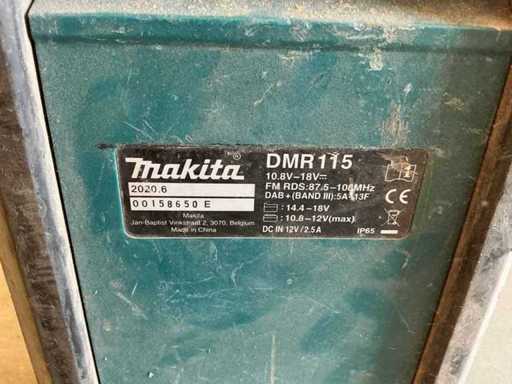 makita®
DMR115
10.8V-18V⎓
2020.6
FM RDS:87.5-108MHz
00158650 E
DAB+(BAND III):5A-13F
CE
Makita
:14.4-18V
Jan-Baptist Vinkstraat 2, 3070, Belgium
:10.8-12V(max)
Made in China
DC IN 12V/2.5A
IP65